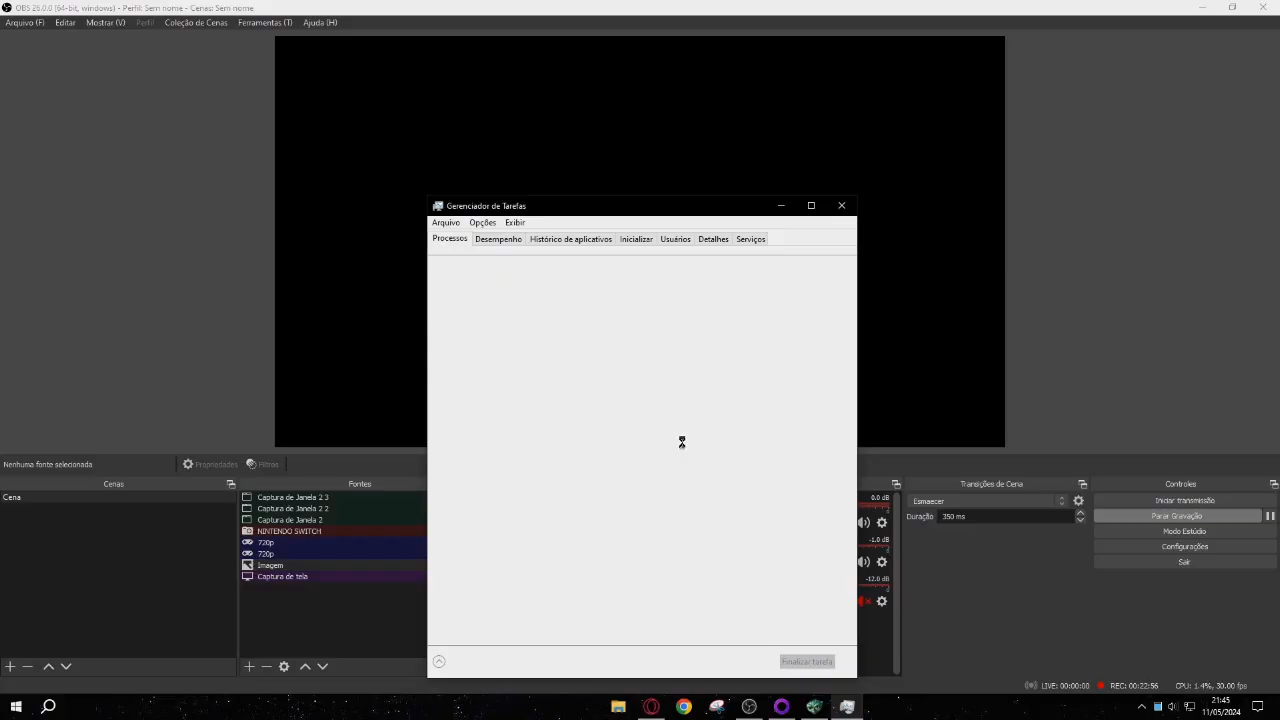 OBS 26.0.0 (64-bit, windows) - Perfil: Sem nome - Cenas: Sem nome
Arquivo (F) Editar Mostrar (V) Perfil Coleção de Cenas Ferramentas (T) Ajuda (H)
Gerenciador de Tarefas
Arquivo Opções Exibir
Processos Desempenho Histórico de aplicativos Inicializar Usuários Detalhes Serviços
Finalizar tarefa
Nenhuma fonte selecionada Propriedades Filtros
Cenas
Cena
Fontes
Captura de Janela 2 3
Captura de Janela 2 2
Captura de Janela 2
NINTENDO SWITCH
720p
720p
Imagem
Captura de tela
0.0 dB
-1.0 dB
-12.0 dB
Transições de Cena
Esmaecer
Duração 350 ms
Controles
Iniciar transmissão
Parar Gravação
Modo Estúdio
Configurações
Sair
LIVE: 00:00:00 REC: 00:22:56 CPU: 1.4%, 30.00 fps
21:45
11/05/2024